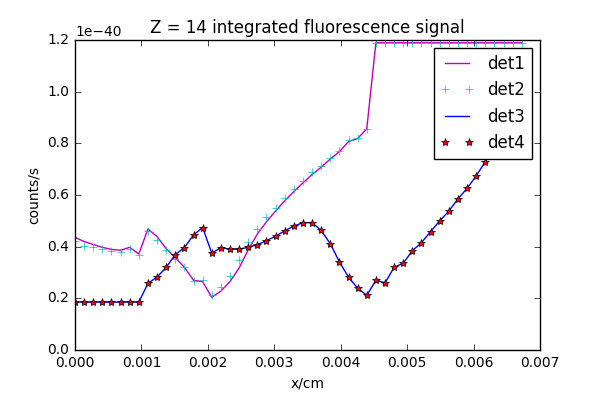 Z = 14 integrated fluorescence signal
1e−40
1.2
1.0
0.8
0.6
0.4
0.2
0.0
counts/s
det1
det2
det3
det4
0.000 0.001 0.002 0.003 0.004 0.005 0.006 0.007
x/cm